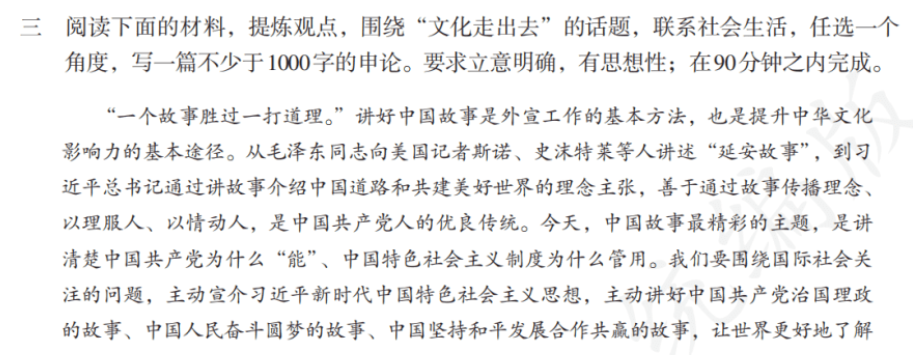 三 阅读下面的材料，提炼观点，围绕“文化走出去”的话题，联系社会生活，任选一个
角度，写一篇不少于1000字的申论。要求立意明确，有思想性；在90分钟之内完成。
“一个故事胜过一打道理。”讲好中国故事是外宣工作的基本方法，也是提升中华文化
影响力的基本途径。从毛泽东同志向美国记者斯诺、史沫特莱等人讲述“延安故事”，到习
近平总书记通过讲故事介绍中国道路和共建美好世界的理念主张，善于通过故事传播理念、
以理服人、以情动人，是中国共产党人的优良传统。今天，中国故事最精彩的主题，是讲
清楚中国共产党为什么“能”、中国特色社会主义制度为什么管用。我们要围绕国际社会关
注的问题，主动宣介习近平新时代中国特色社会主义思想，主动讲好中国共产党治国理政
的故事、中国人民奋斗圆梦的故事、中国坚持和平发展合作共赢的故事，让世界更好地了解
统编版